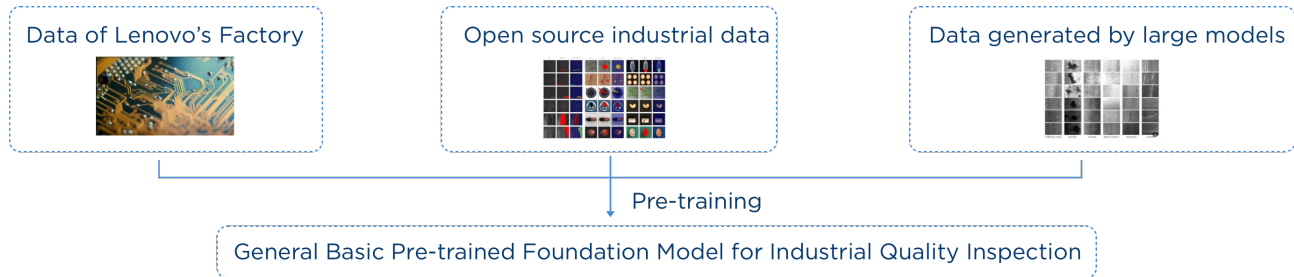 Data of Lenovo's Factory
Open source industrial data
Data generated by large models
Pre-training
General Basic Pre-trained Foundation Model for Industrial Quality Inspection